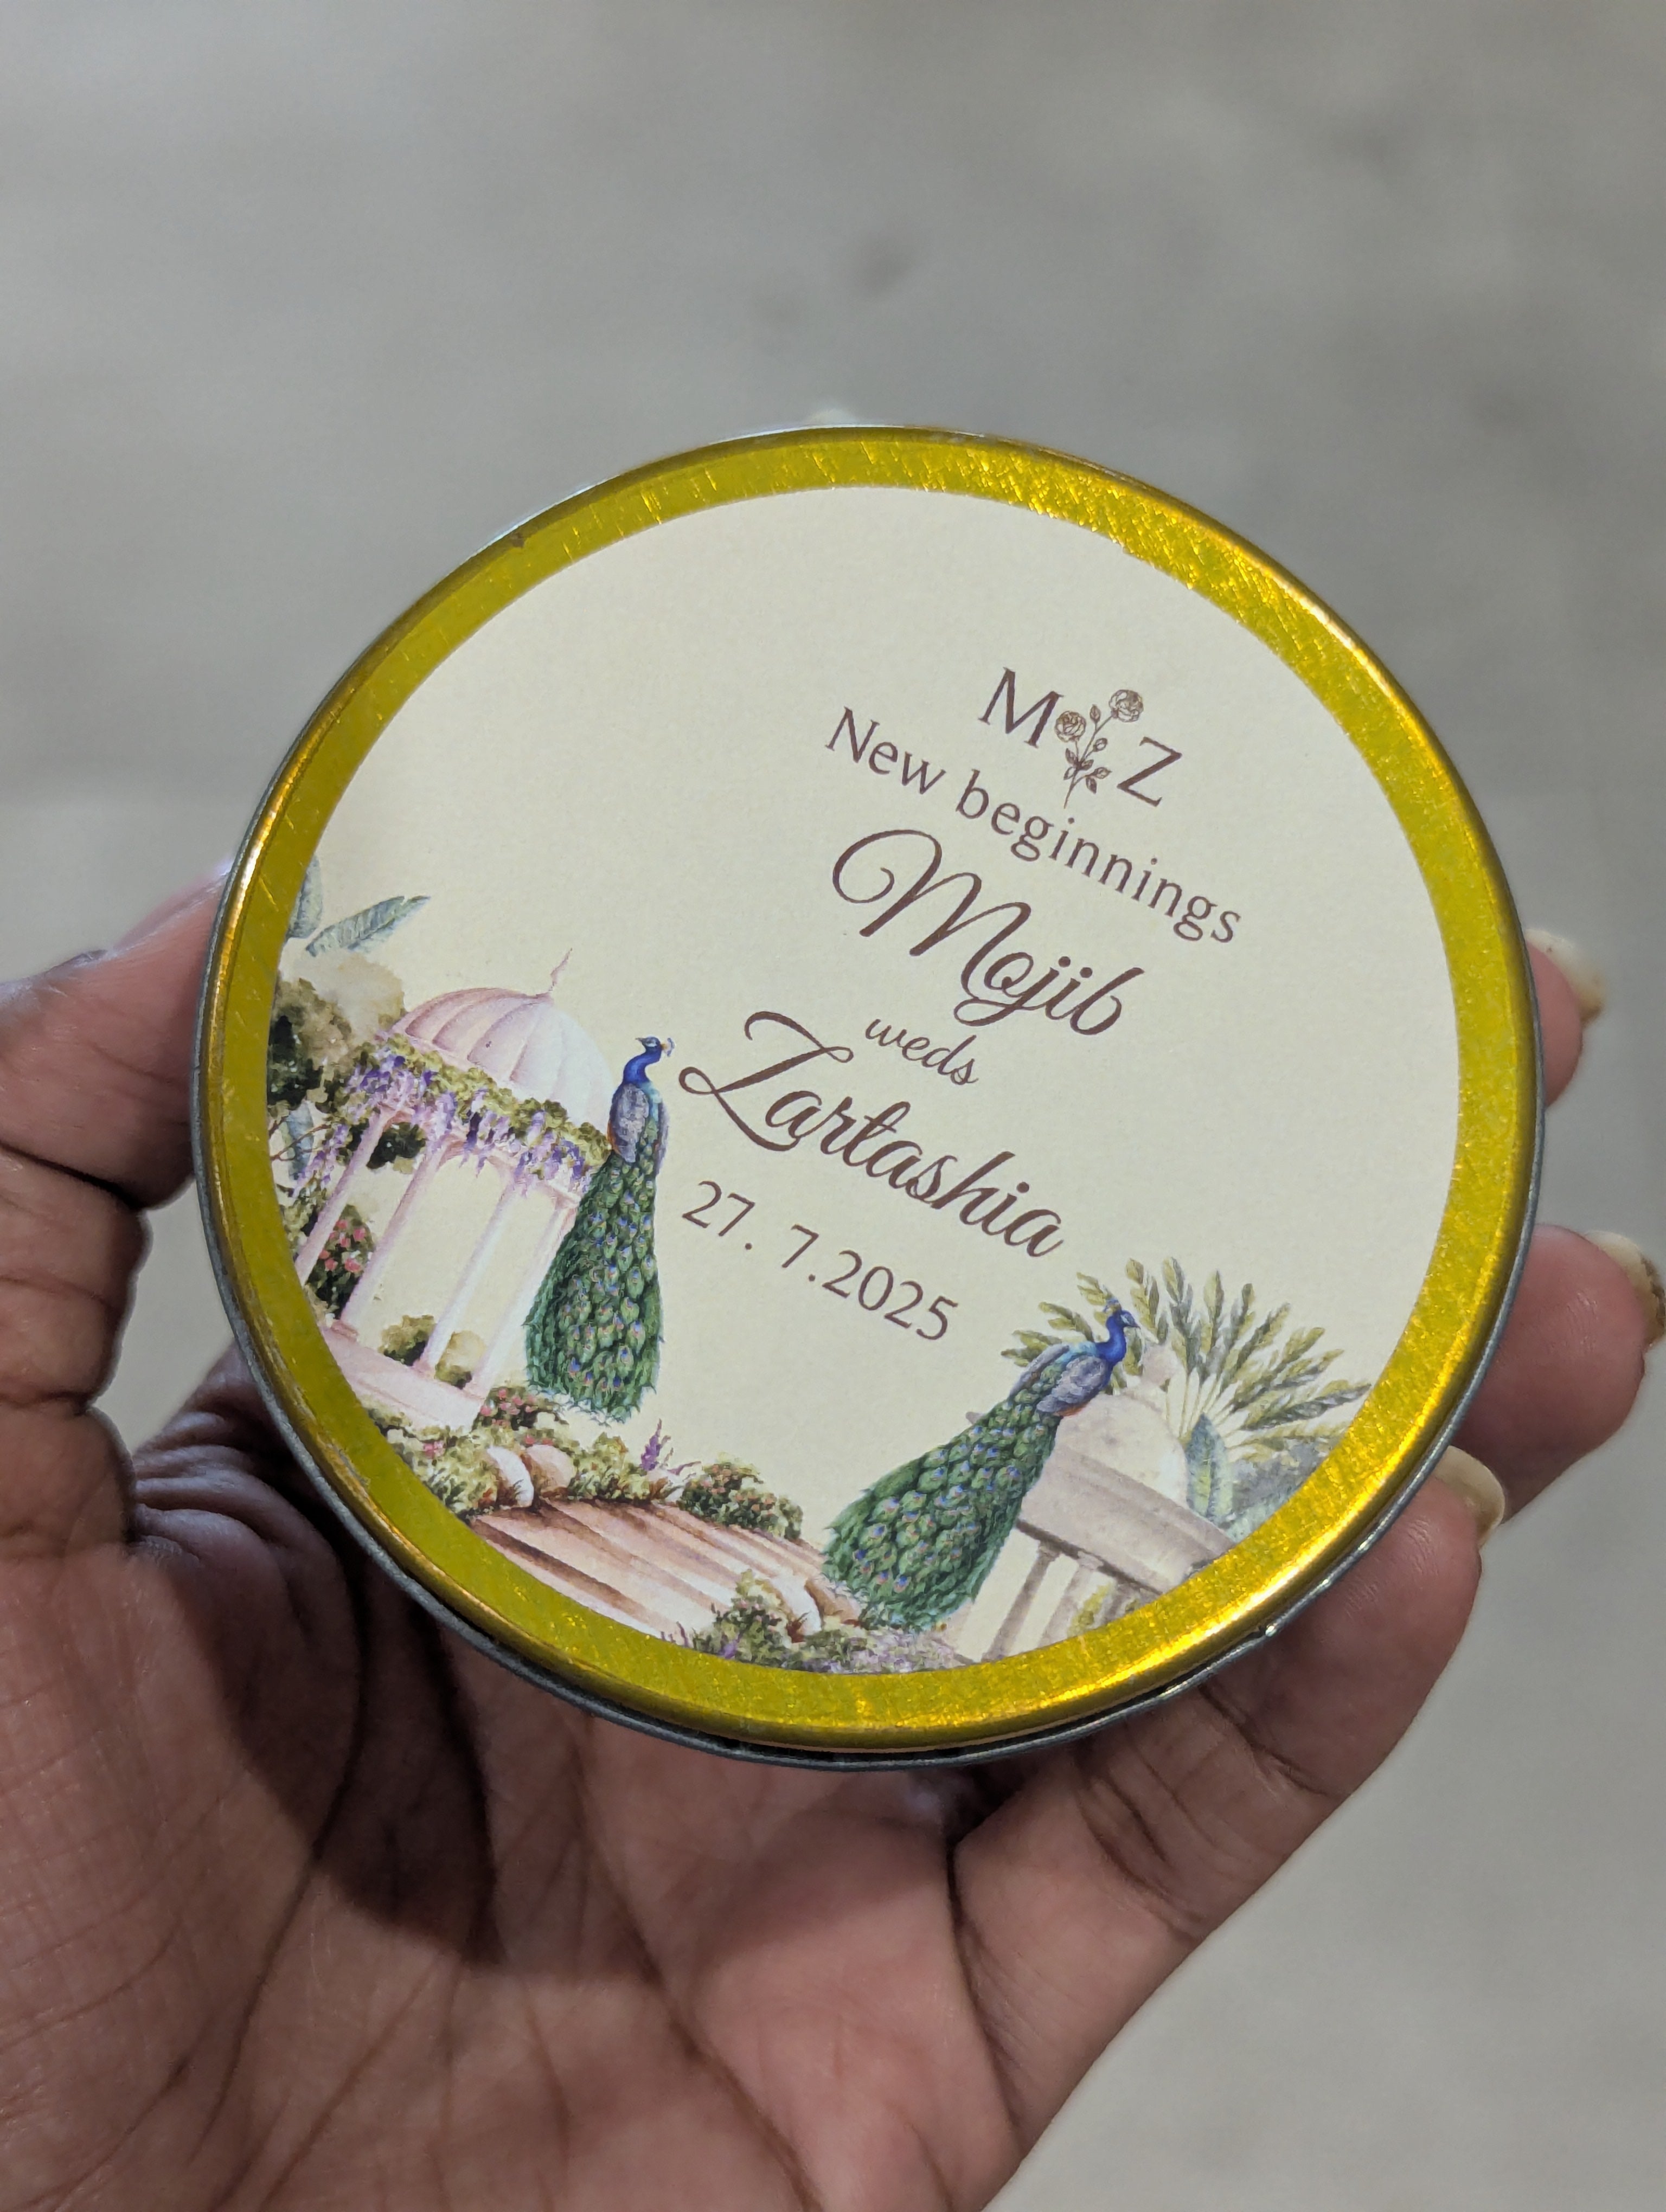 M Z
New beginnings
Mojib
weds
Zartashia
27. 7.2025